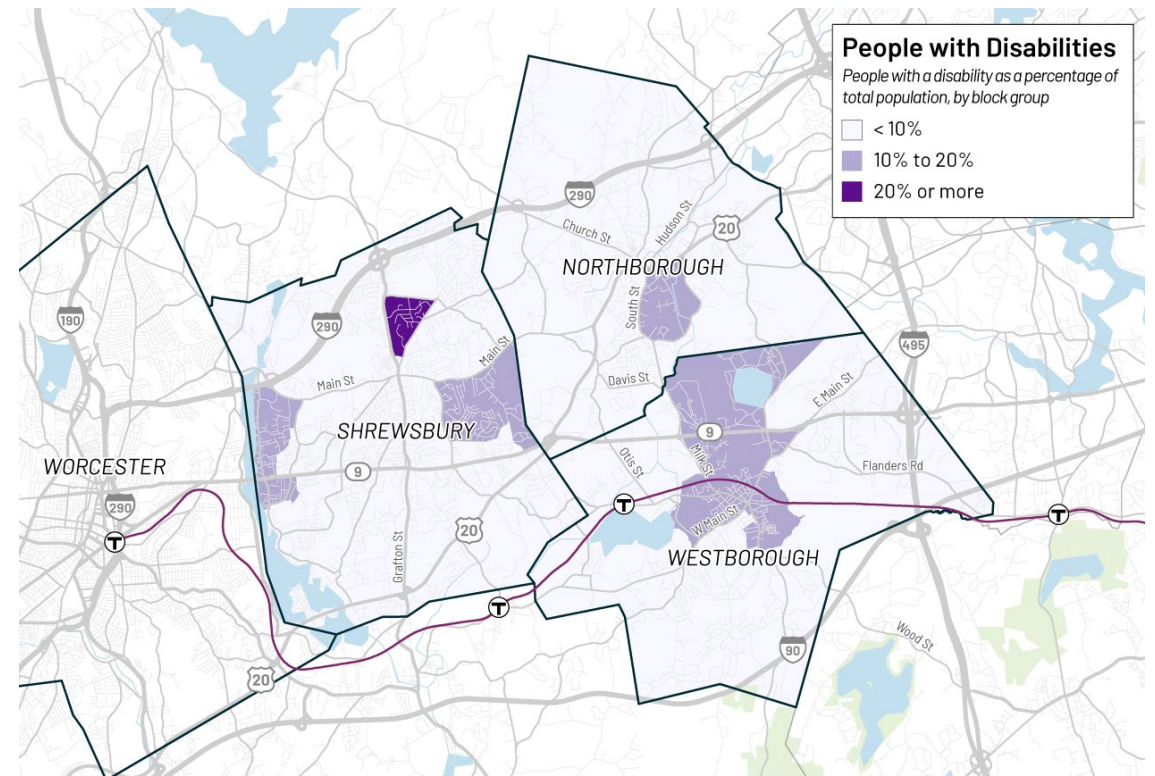 People with Disabilities
People with a disability as a percentage of
total population, by block group
< 10%
10% to 20%
20% or more
290
Church St
Hudson St
20
NORTHBOROUGH
South St
190
290
495
Main St
Main St
Davis St
E Main St
SHREWSBURY
9
Otis St
Milk St
WORCESTER
9
Flanders Rd
290
T
T
T
W Main St
20
Grafton St
WESTBOROUGH
T
Wood St
90
20